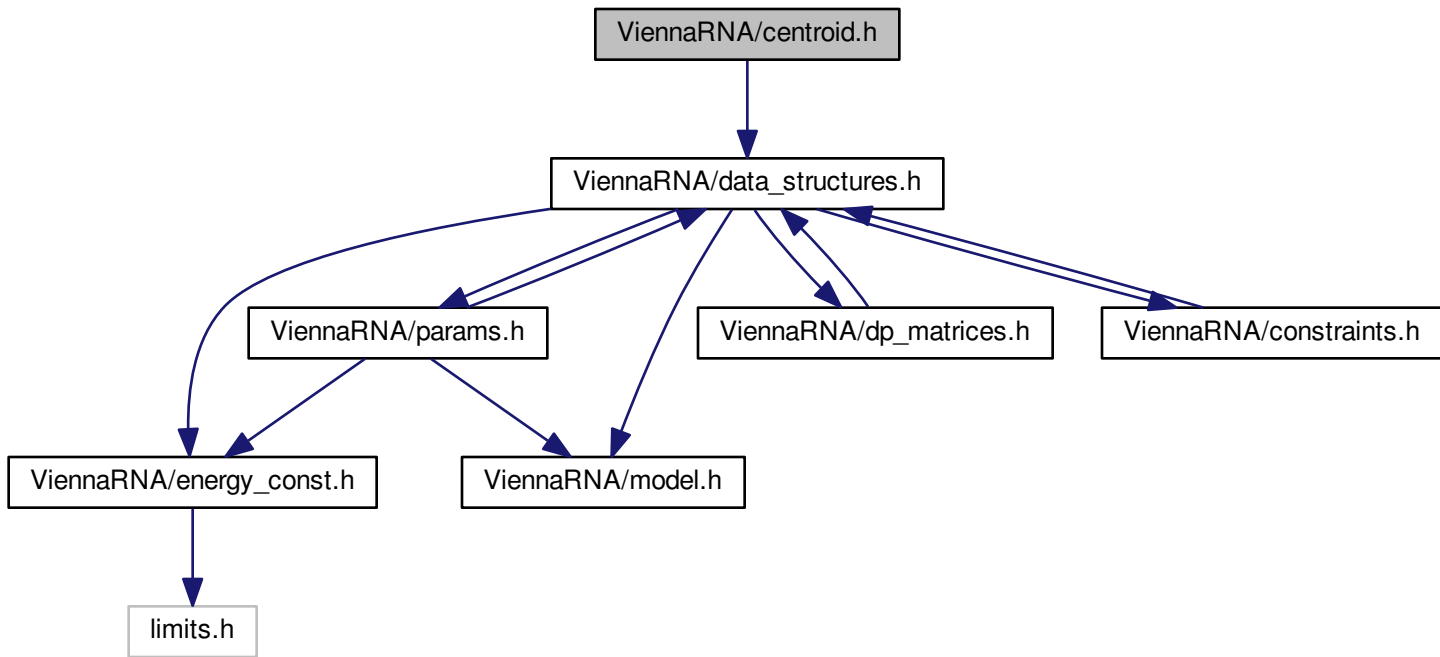 ViennaRNA/centroid.h
ViennaRNA/data_structures.h
ViennaRNA/params.h
ViennaRNA/dp_matrices.h
ViennaRNA/constraints.h
ViennaRNA/energy_const.h
ViennaRNA/model.h
limits.h